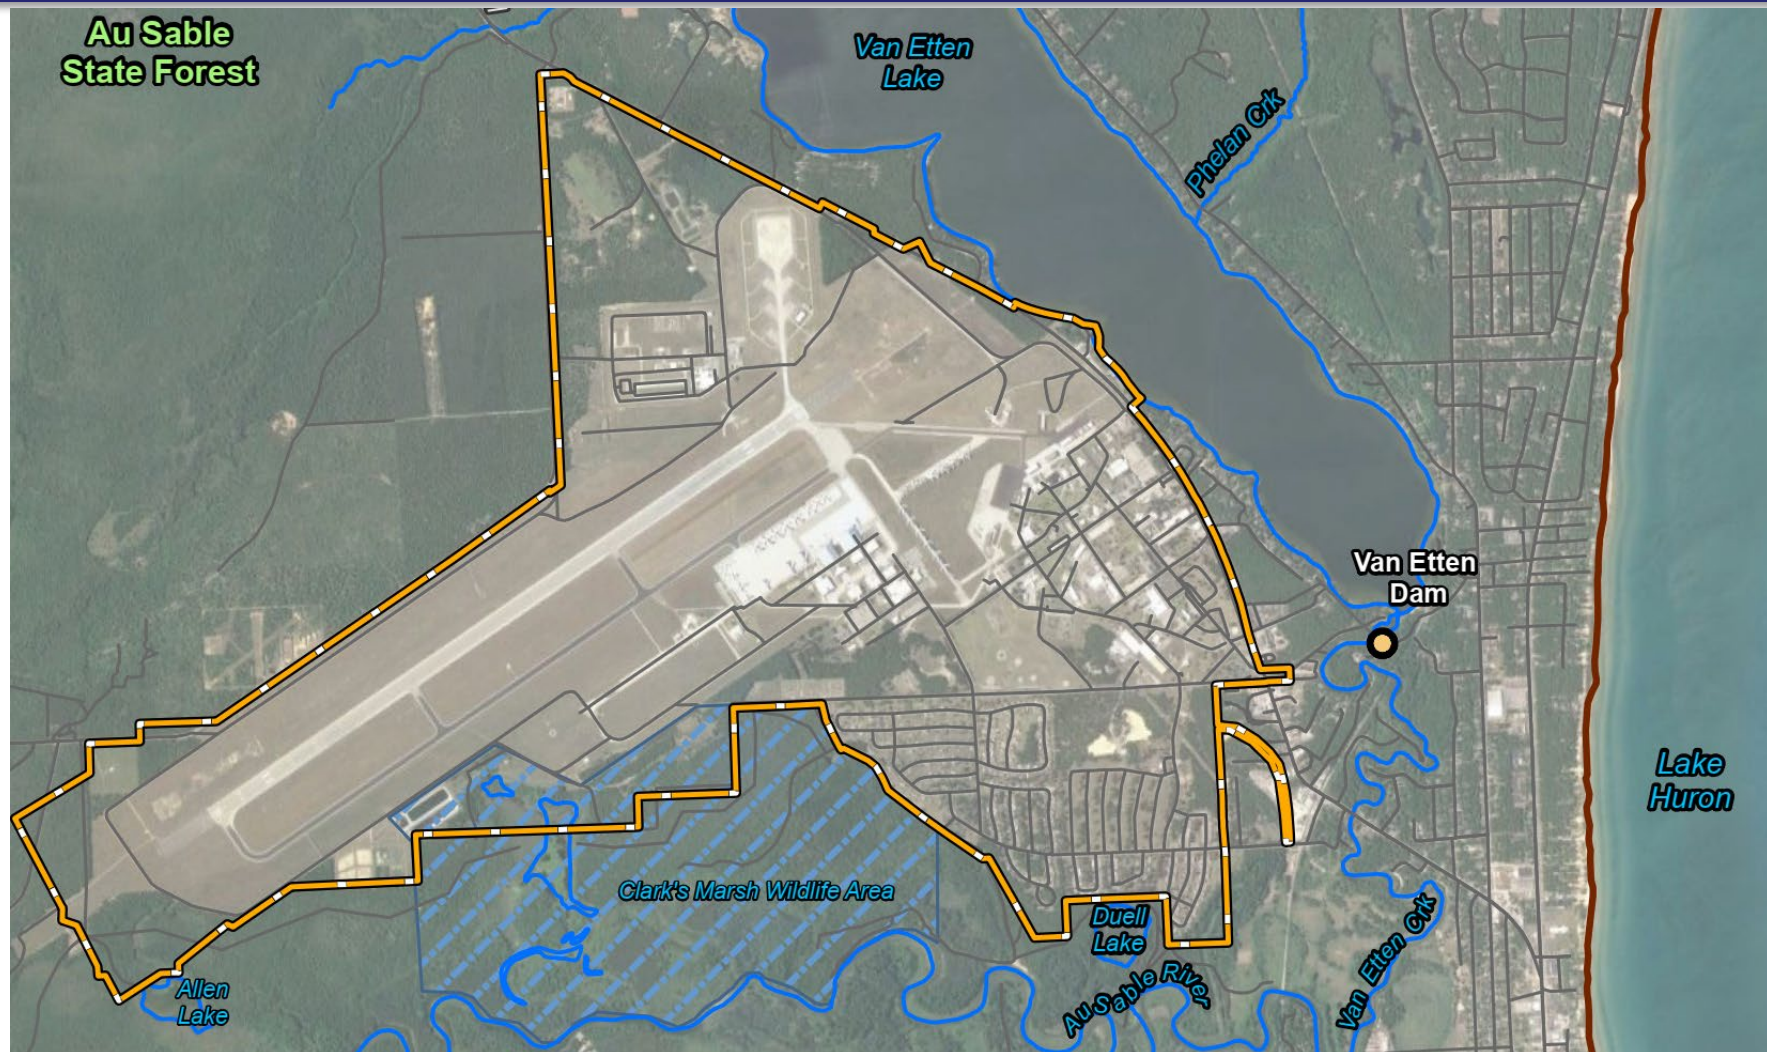 Au Sable
State Forest
Van Etten
Lake
Phelan Crk
Van Etten
Dam
Lake
Huron
Clark's Marsh Wildlife Area
Duell
Lake
Au Sable River
Van Etten Crk
Allen
Lake